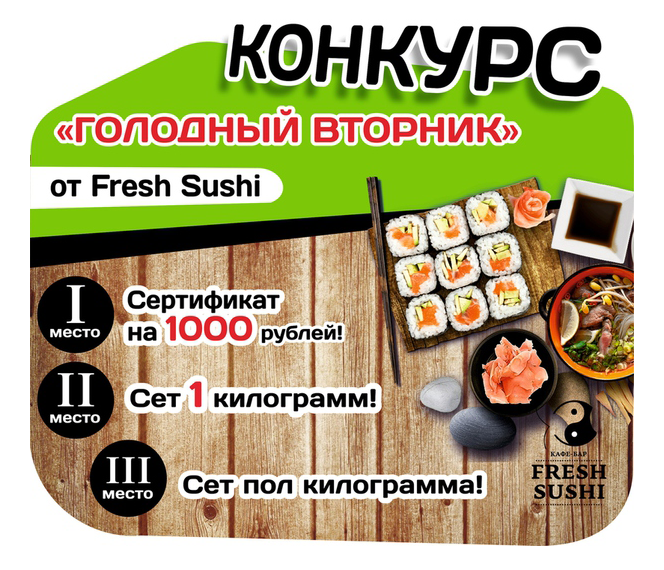 КОНКУРС
«ГОЛОДНЫЙ ВТОРНИК»
от Fresh Sushi
I
место
Сертификат
на 1000 рублей!
II
место
Сет 1 килограмм!
III
место
Сет пол килограмма!
КАФЕ-БАР
FRESH
SUSHI